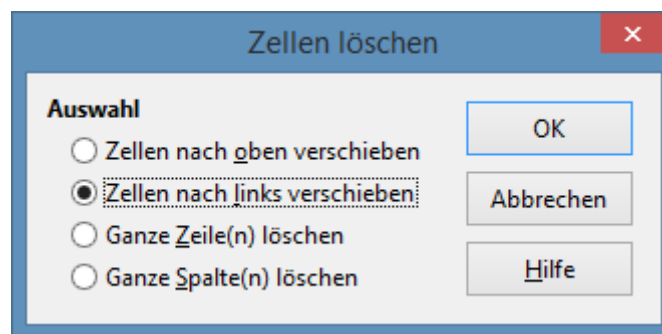 Zellen löschen
Auswahl
Zellen nach oben verschieben
Zellen nach links verschieben
Ganze Zeile(n) löschen
Ganze Spalte(n) löschen
OK
Abbrechen
Hilfe